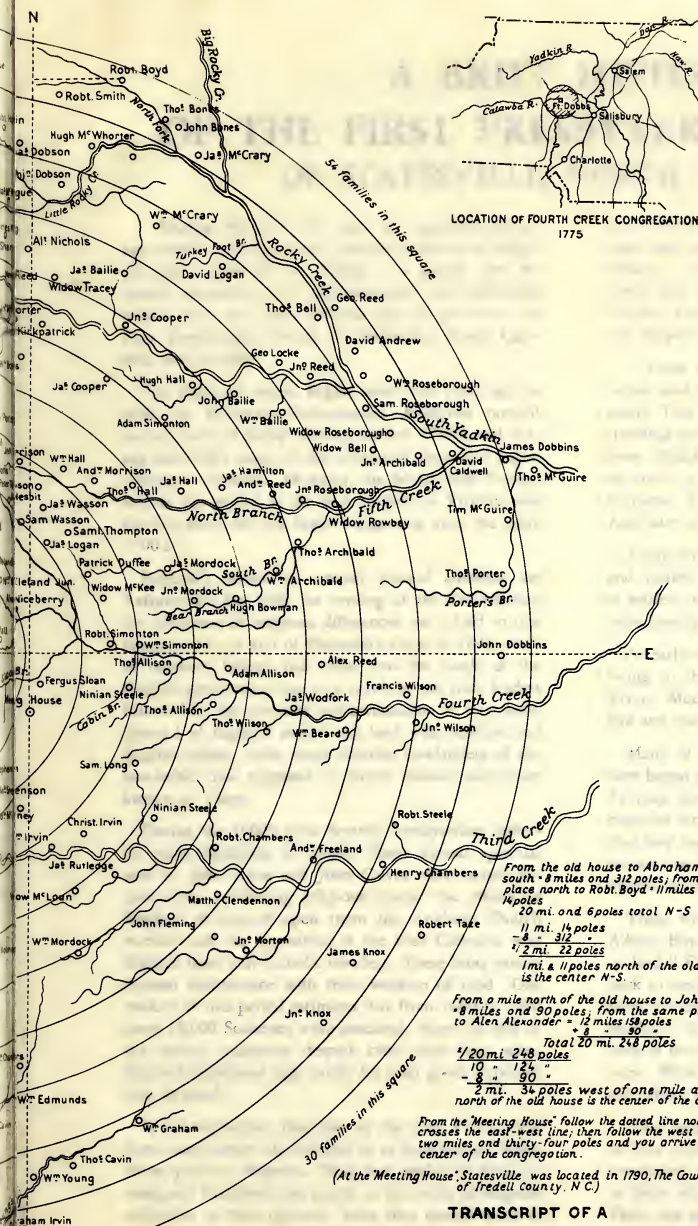 N
Big Rocky Cr.
Robt. Boyd
Robt. Smith
North Fork
Thos Bones
John Bones
Hugh McWhorter
Jas McCrary
Dobson
Dobson
Little Rocky Cr.
Wm McCrary
54 families in this square
Als Nichols
Turkey Foot Br.
David Logan
Rocky Creek
Jas Bailie
Widow Tracey
Reed
Geo. Reed
Thos Bell
Jno Cooper
Kirkpatrick
David Andrew
Geo Locke
Jno Reed
Jas Cooper
Hugh Hall
Wm Roseborough
John Bailie
Sam. Roseborough
Adam Simonton
Wm Bailie
South Yadkin
Widow Roseborough
James Dobbins
Widow Bell
Jno Archibald
David Caldwell
Thos McGuire
Wm Hall
Andw Morrison
Thos Hall
Jas Hall
Jas Hamilton
Andw Reed
Jno Roseborough
Fifth Creek
Jas Wasson
North Branch
Widow Rowbey
Tim McGuire
Sam Wasson
Saml Thompton
Jas Logan
Thos Archibald
Patrick Duffee
Jas Mordock
South Br.
Wm Archibald
Thos Porter
Widow McKee
Jno Mordock
Bear Branch
Hugh Bowman
Porter's Br.
Niceberry
Robt. Simonton
Wm Simonton
John Dobbins
E
Thos Allison
Adam Allison
Alex Reed
Fergus Sloan
Ninian Steele
House
Cabin Br.
Thos Allison
Jas Wodfork
Francis Wilson
Fourth Creek
Thos Wilson
Wm Beard
Jno Wilson
Sam. Long
Ninian Steele
Christ. Irvin
Robt. Chambers
Robt. Steele
Irvin
Andw Freeland
Third Creek
Jas Rutledge
Henry Chambers
McLoun
Math. Clendennon
John Fleming
Wm Mordock
Jno Morton
Robert Taze
James Knox
Jno Knox
30 families in this square
Wm Edmunds
Wm Graham
Thos Cavin
Wm Young
Irvin
Dan R.
Yadkin R.
Haw R.
Salem
Catawba R.
Ft. Dobbs
Salisbury
Charlotte
LOCATION OF FOURTH CREEK CONGREGATION
1775
From the old house to Abraham
south = 8 miles and 312 poles; from
place north to Robt. Boyd = 11 miles
14 poles
20 mi. and 6 poles total N-S
11 mi. 14 poles
- 8 " 312 "
2/ 2 mi. 22 poles
1 mi. & 11 poles north of the old
is the center N-S.
From o mile north of the old house to Joh
= 8 miles and 90 poles; from the same p
to Alen Alexander = 12 miles 158 poles
+ 8 " 90 "
Total 20 mi. 248 poles
2/20 mi 248 poles
10 " 124 "
- 8 " 90 "
2 mi. 34 poles west of one mile a
north of the old house is the center of the c
From the "Meeting House" follow the dotted line no
crosses the east-west line; then follow the west
two miles and thirty-four poles and you arrive
center of the congregation.
(At the "Meeting House", Statesville was located in 1790, The Cou
of Iredell County. N.C.)
TRANSCRIPT OF A